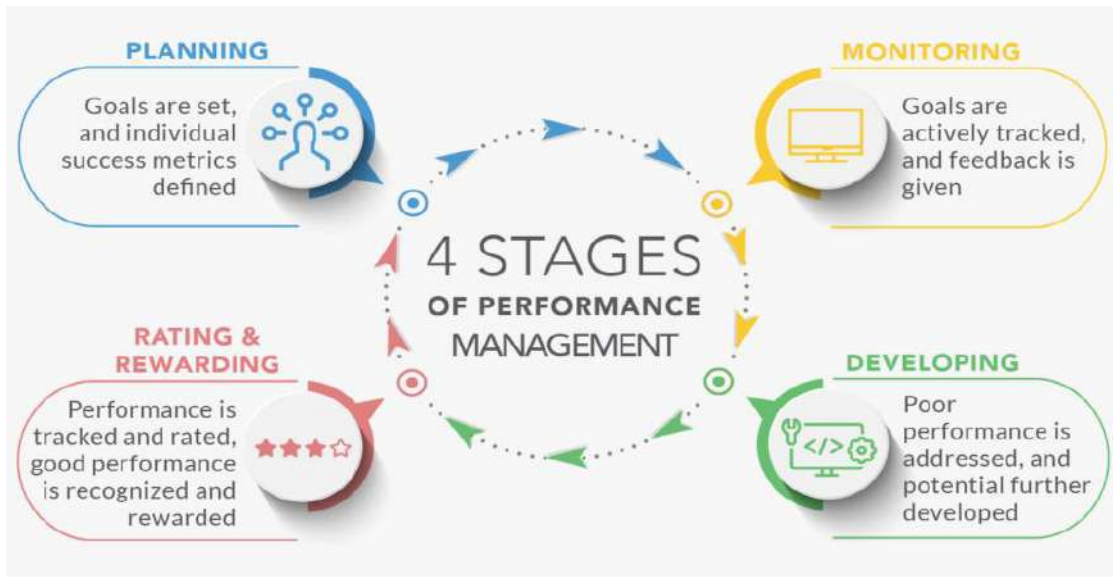 PLANNING
Goals are set,
and individual
success metrics
defined
MONITORING
Goals are
actively tracked,
and feedback is
given
4 STAGES
OF PERFORMANCE
MANAGEMENT
RATING &
REWARDING
Performance is
tracked and rated,
good performance
is recognized and
rewarded
DEVELOPING
Poor
performance is
addressed, and
potential further
developed
</>